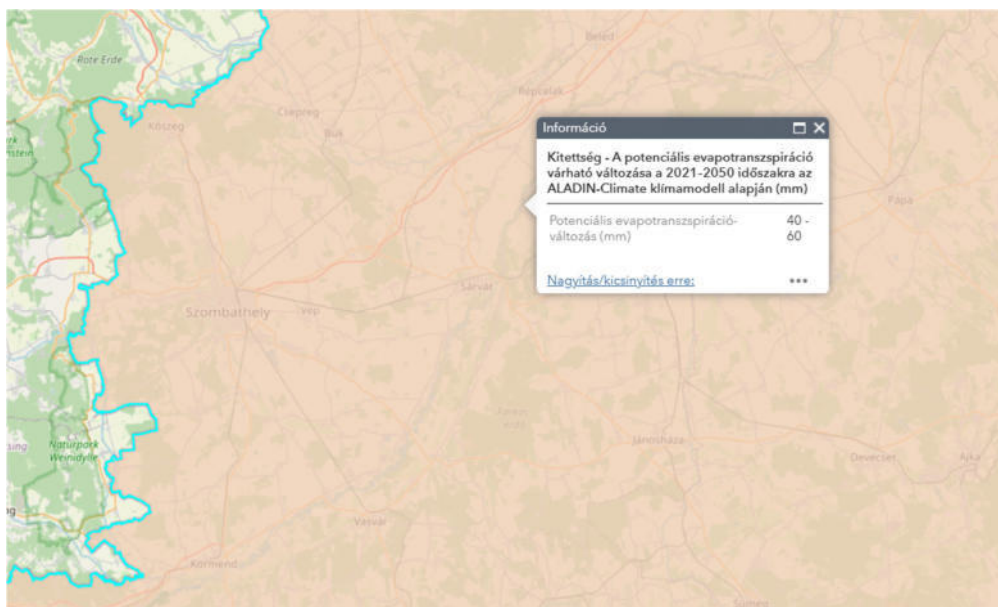 Rote Erde
Beled
Répcelak
Csepreg
Bük
Kőszeg
Információ
Kitettség - A potenciális evapotranszspiráció
várható változása a 2021-2050 időszakra az
ALADIN-Climate klímamodell alapján (mm)
Potenciális evapotranszspiráció-
változás (mm)
40 -
60
Nagyítás/kicsinyítés erre:
Pápa
Sárvár
Szombathely
Naturpark
Weinidylle
Jánosháza
Devecser
Ajka
Vasvár
Körmend
Sümeg